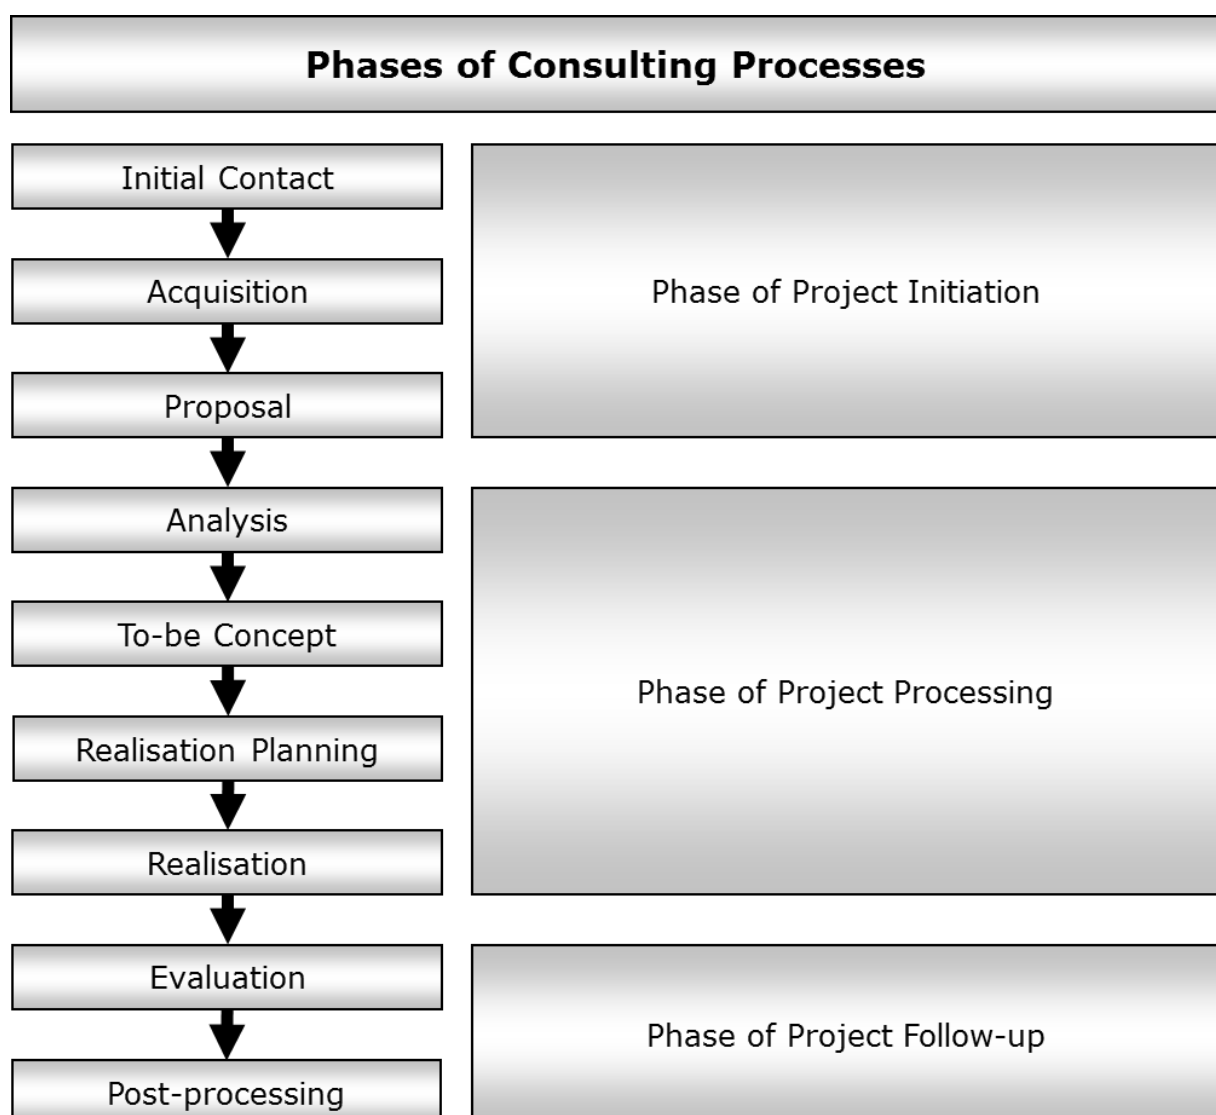 Phases of Consulting Processes
Initial Contact
Acquisition
Proposal
Phase of Project Initiation
Analysis
To-be Concept
Realisation Planning
Realisation
Phase of Project Processing
Evaluation
Post-processing
Phase of Project Follow-up